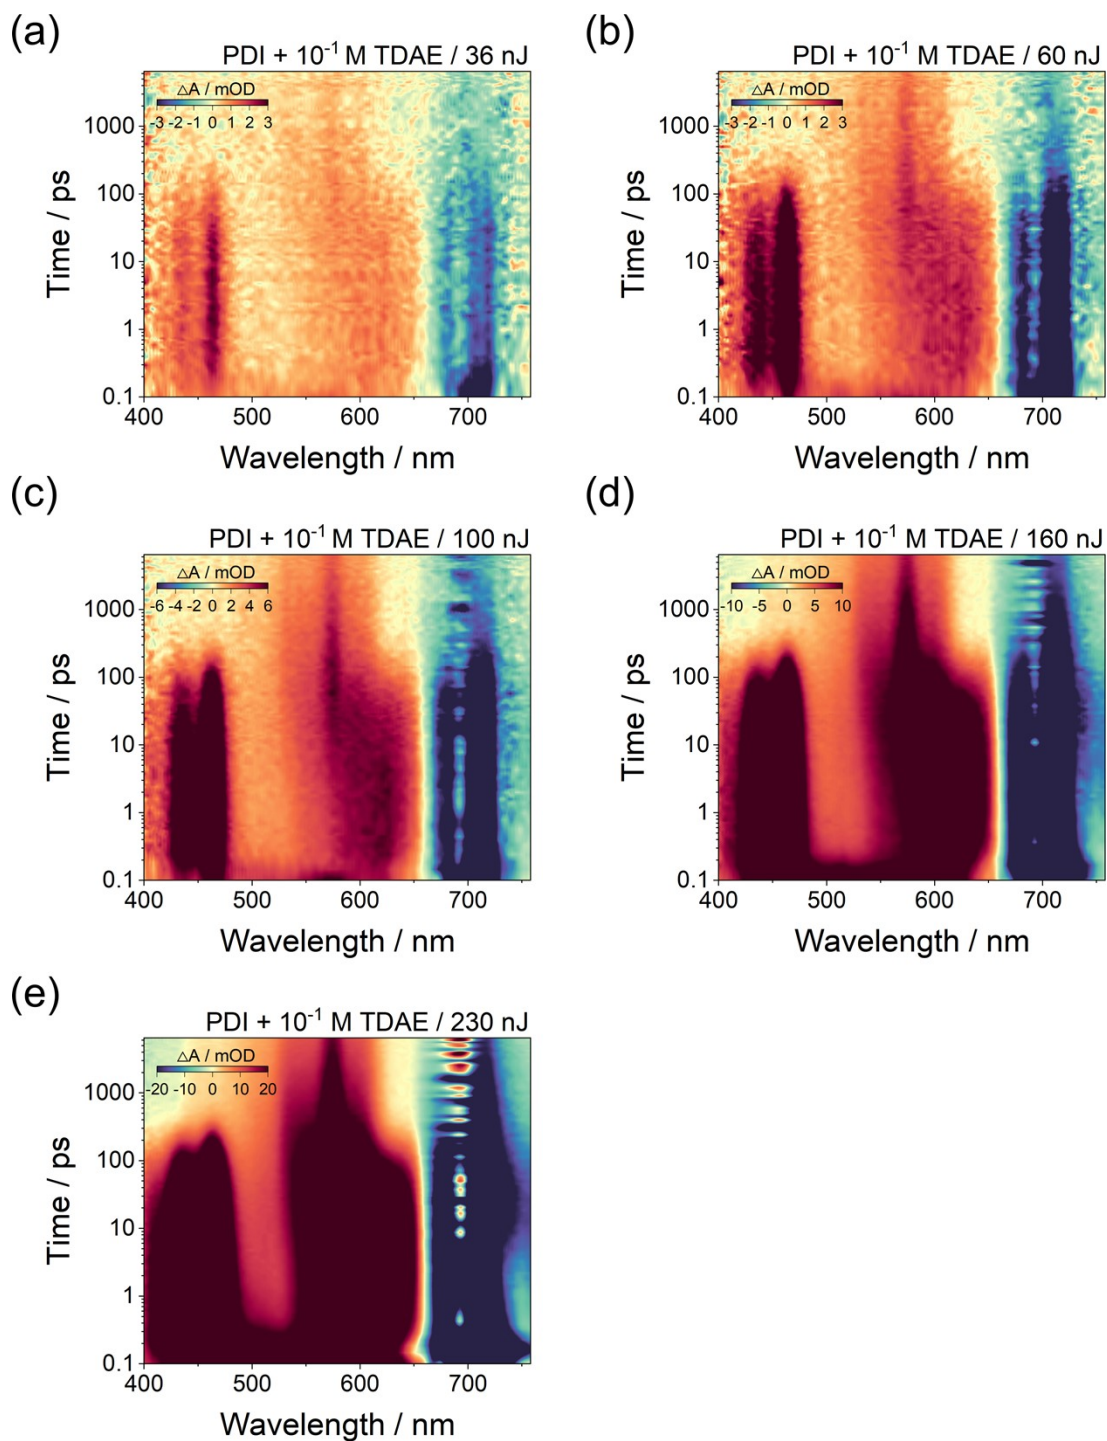 (a)
PDI + 10⁻¹ M TDAE / 36 nJ
ΔA / mOD
-3 -2 -1 0 1 2 3
1000
100
10
1
0.1
Time / ps
400 500 600 700
Wavelength / nm
(b)
PDI + 10⁻¹ M TDAE / 60 nJ
ΔA / mOD
-3 -2 -1 0 1 2 3
1000
100
10
1
0.1
Time / ps
400 500 600 700
Wavelength / nm
(c)
PDI + 10⁻¹ M TDAE / 100 nJ
ΔA / mOD
-6 -4 -2 0 2 4 6
1000
100
10
1
0.1
Time / ps
400 500 600 700
Wavelength / nm
(d)
PDI + 10⁻¹ M TDAE / 160 nJ
ΔA / mOD
-10 -5 0 5 10
1000
100
10
1
0.1
Time / ps
400 500 600 700
Wavelength / nm
(e)
PDI + 10⁻¹ M TDAE / 230 nJ
ΔA / mOD
-20 -10 0 10 20
1000
100
10
1
0.1
Time / ps
400 500 600 700
Wavelength / nm